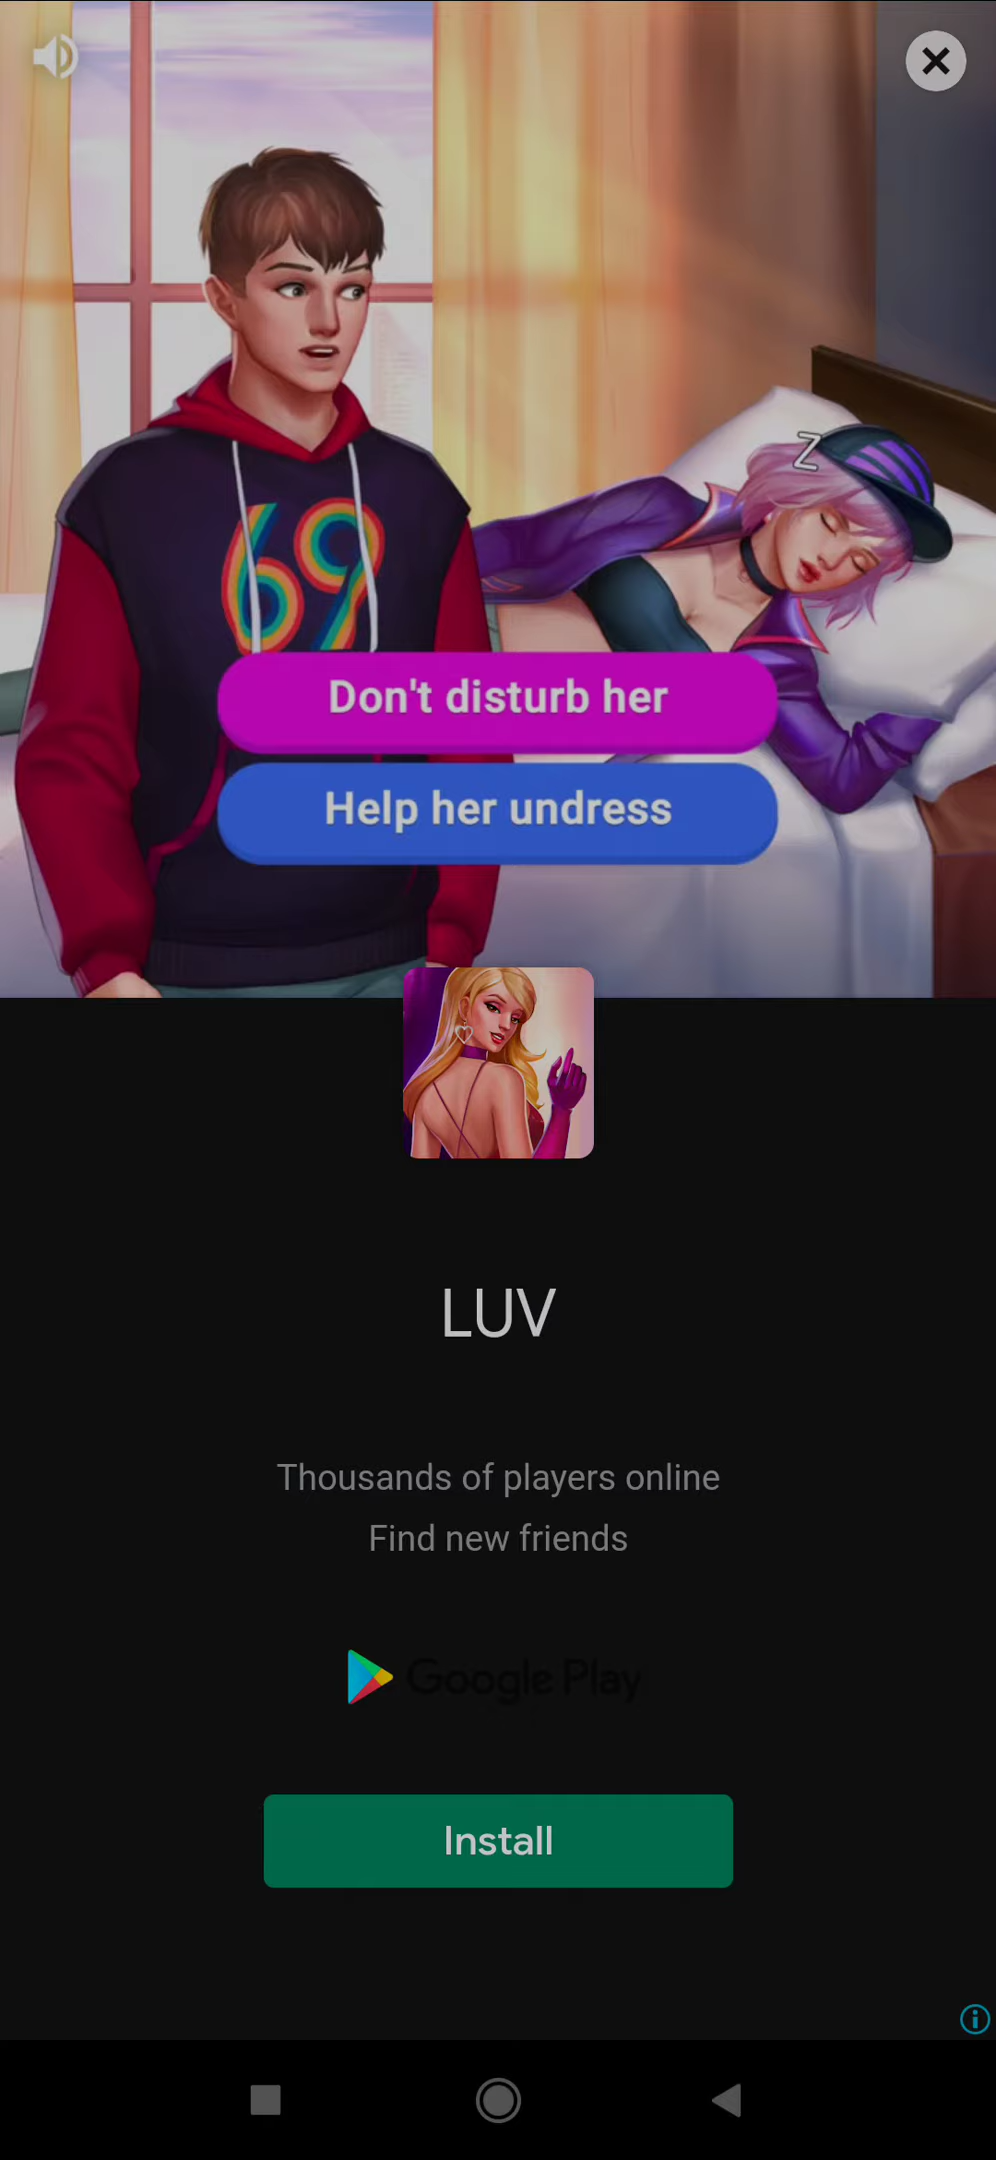 69
Z
Don't disturb her
Help her undress
LUV
Thousands of players online
Find new friends
Google Play
Install